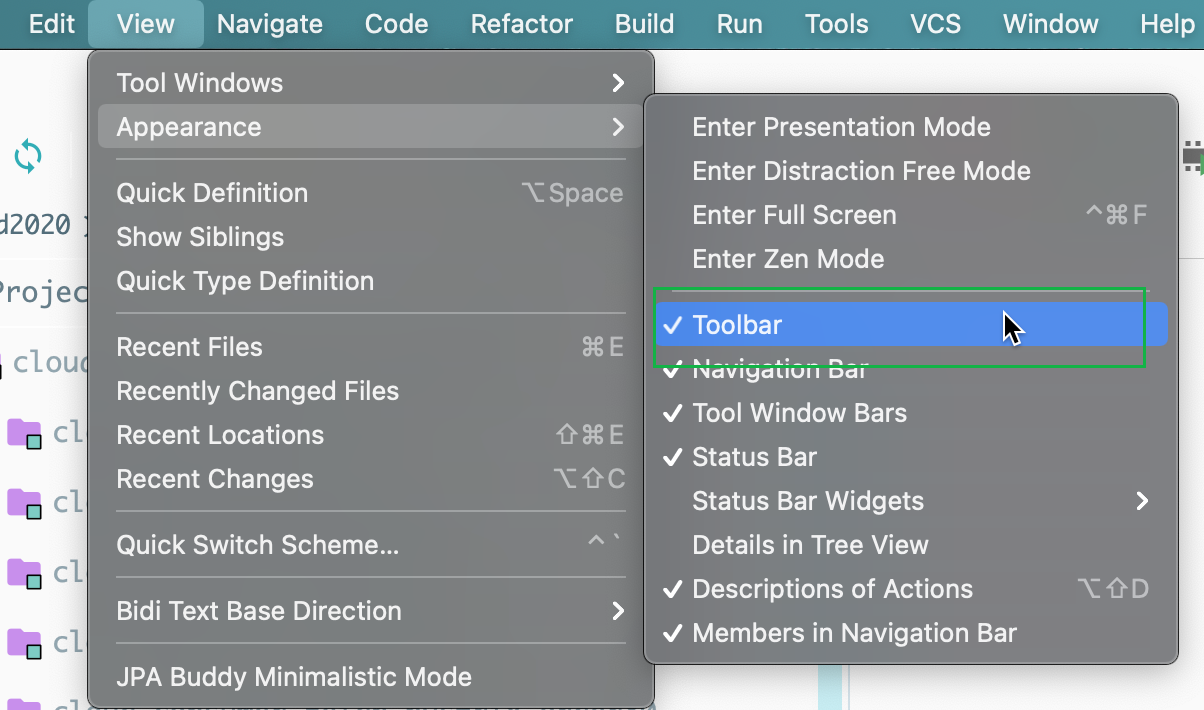 Edit View Navigate Code Refactor Build Run Tools VCS Window Help
Tool Windows
Appearance
Quick Definition ⌥Space
Show Siblings
Quick Type Definition
Recent Files ⌘E
Recently Changed Files
Recent Locations ⇧⌘E
Recent Changes ⌥⇧C
Quick Switch Scheme... ^`
Bidi Text Base Direction
JPA Buddy Minimalistic Mode
Enter Presentation Mode
Enter Distraction Free Mode
Enter Full Screen ^⌘F
Enter Zen Mode
✓ Toolbar
✓ Navigation Bar
✓ Tool Window Bars
✓ Status Bar
Status Bar Widgets
Details in Tree View
✓ Descriptions of Actions ⌥⇧D
✓ Members in Navigation Bar
d2020
Projec
cloud
cl
cl
cl
cl